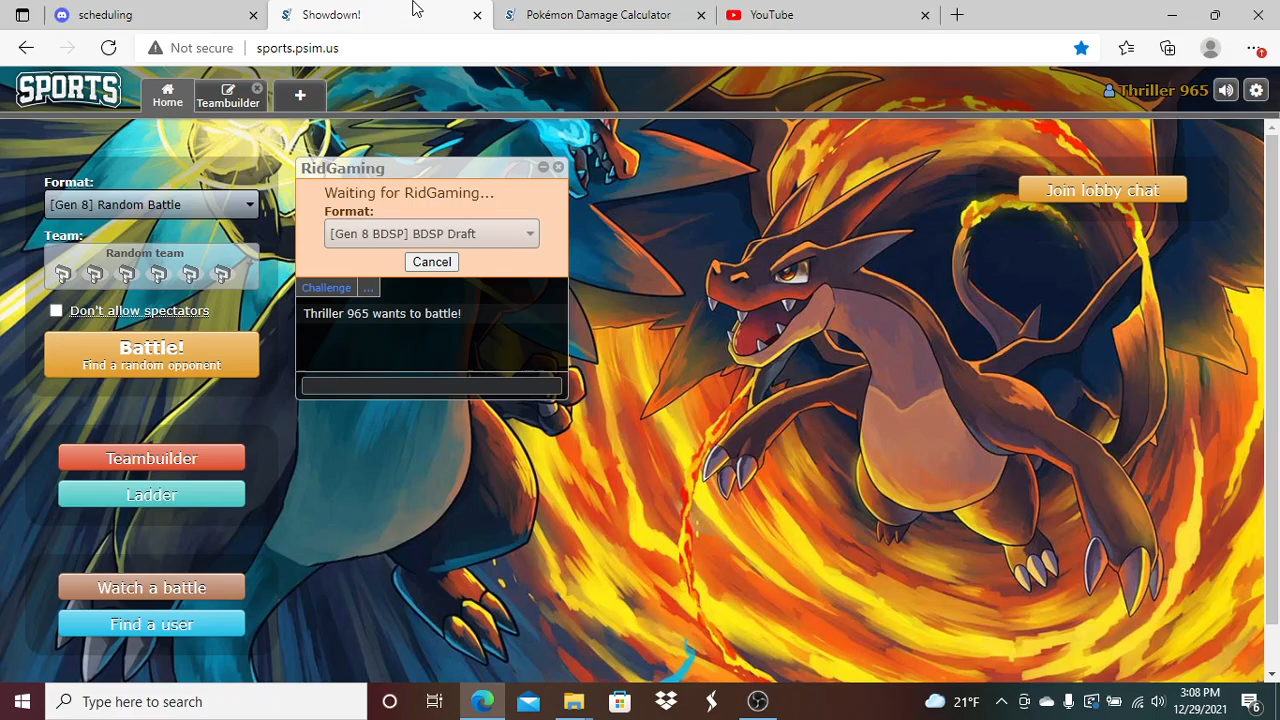 scheduling
Showdown!
Pokémon Damage Calculator
YouTube
Not secure
sports.psim.us
SPORTS
Home
Teambuilder
Thriller 965
Format:
[Gen 8] Random Battle
Team:
Random team
Don't allow spectators
Battle!
Find a random opponent
Teambuilder
Ladder
Watch a battle
Find a user
RidGaming
Waiting for RidGaming...
Format:
[Gen 8 BDSP] BDSP Draft
Cancel
Challenge ...
Thriller 965 wants to battle!
Join lobby chat
Type here to search
21°F
3:08 PM
12/29/2021
6